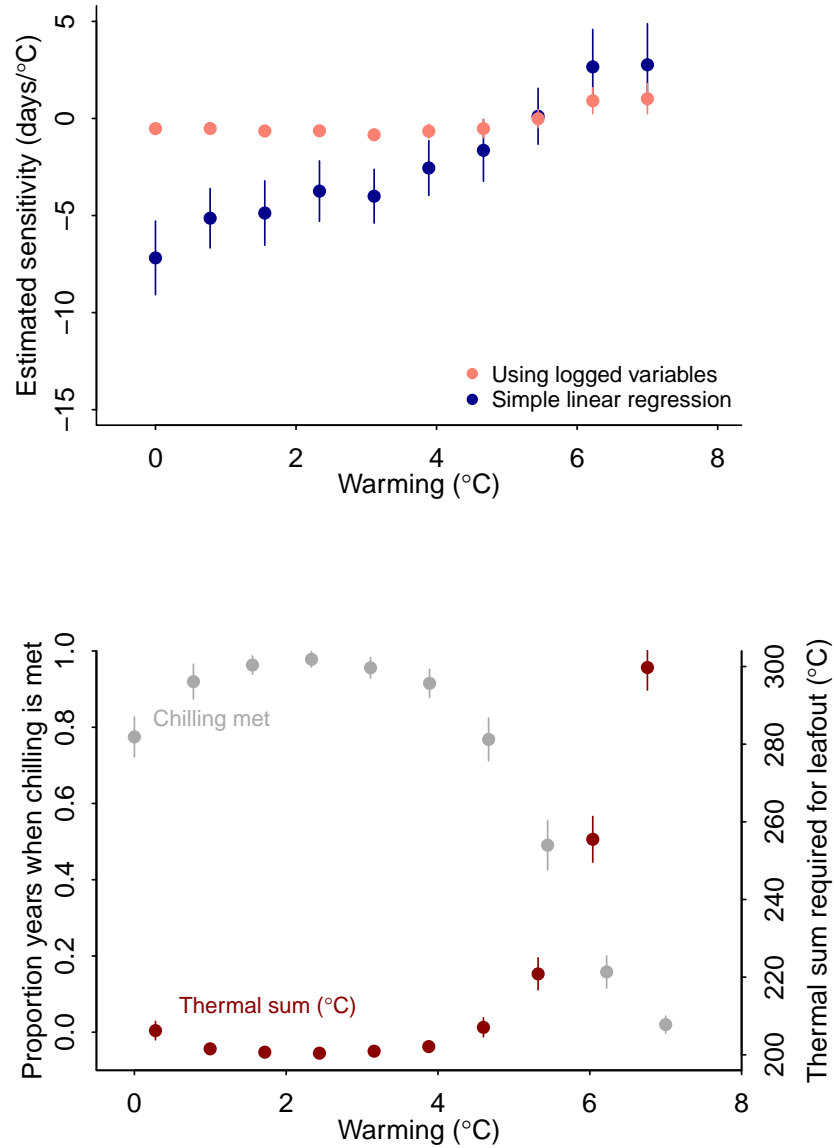 Estimated sensitivity (days/°C)
5
0
−5
−10
−15
Using logged variables
Simple linear regression
0 2 4 6 8
Warming (°C)
Proportion years when chilling is met
1.0
0.8
0.6
0.4
0.2
0.0
Chilling met
Thermal sum (°C)
300
280
260
240
220
200
Thermal sum required for leafout (°C)
0 2 4 6 8
Warming (°C)